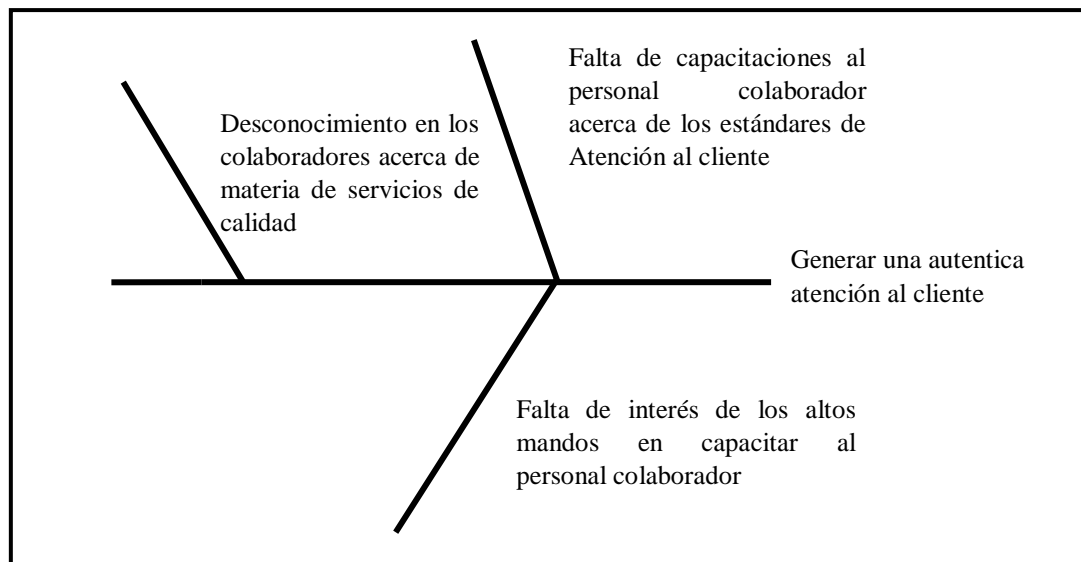 Falta de capacitaciones al
personal colaborador
acerca de los estándares de
Atención al cliente
Desconocimiento en los
colaboradores acerca de
materia de servicios de
calidad
Generar una autentica
atención al cliente
Falta de interés de los altos
mandos en capacitar al
personal colaborador